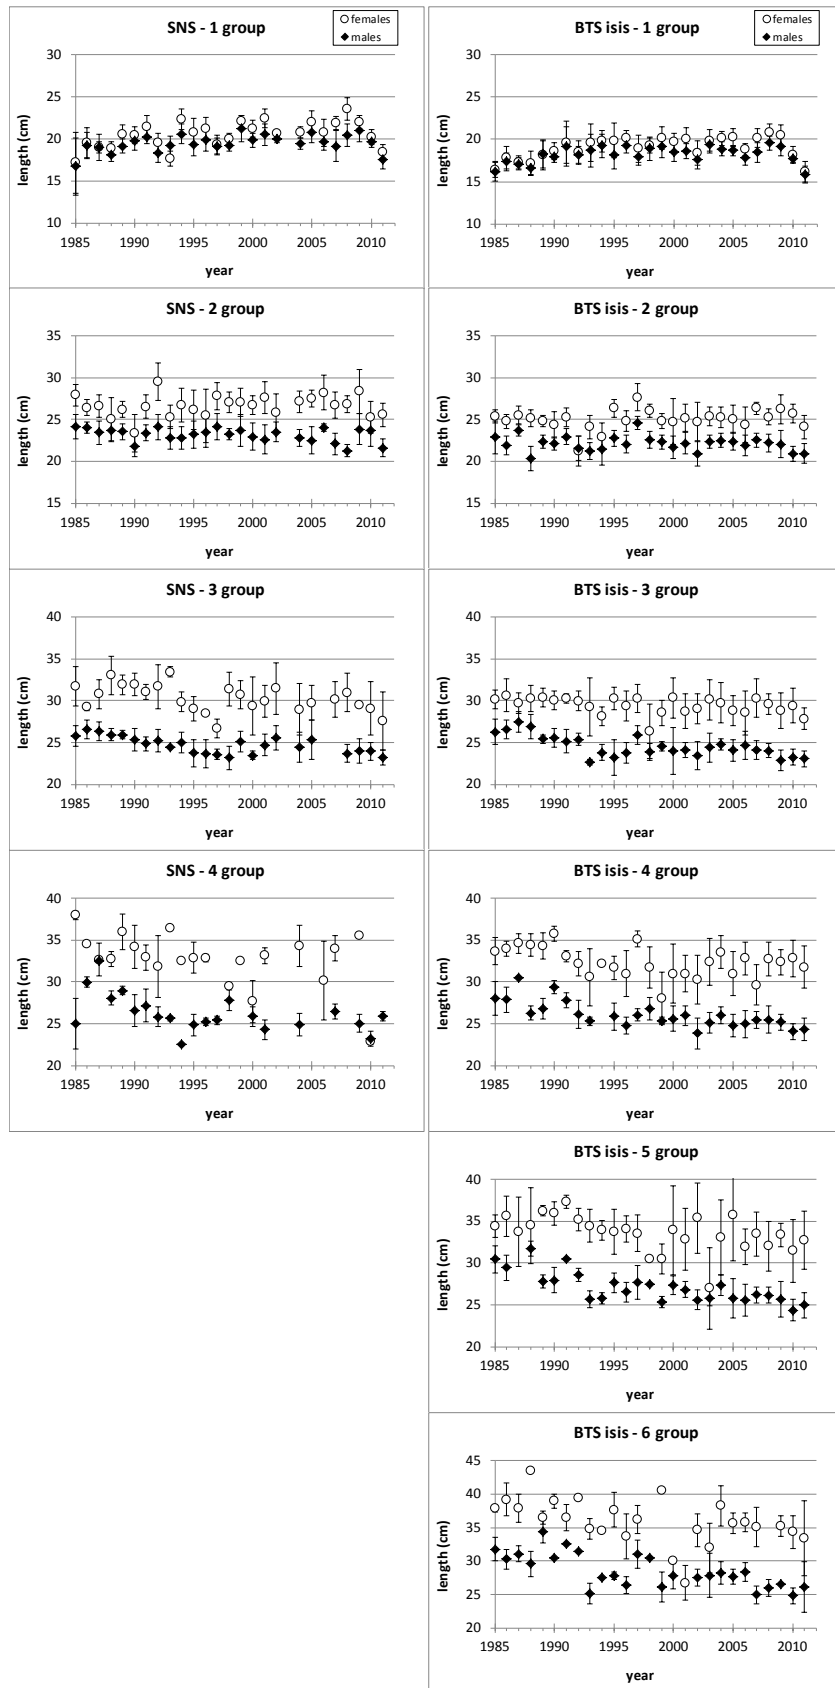 SNS - 1 group
females
males
length (cm)
30
25
20
15
10
1985 1990 1995 2000 2005 2010
year
BTS isis - 1 group
females
males
length (cm)
30
25
20
15
10
1985 1990 1995 2000 2005 2010
year
SNS - 2 group
length (cm)
35
30
25
20
15
1985 1990 1995 2000 2005 2010
year
BTS isis - 2 group
length (cm)
35
30
25
20
15
1985 1990 1995 2000 2005 2010
year
SNS - 3 group
length (cm)
40
35
30
25
20
1985 1990 1995 2000 2005 2010
year
BTS isis - 3 group
length (cm)
40
35
30
25
20
1985 1990 1995 2000 2005 2010
year
SNS - 4 group
length (cm)
40
35
30
25
20
1985 1990 1995 2000 2005 2010
year
BTS isis - 4 group
length (cm)
40
35
30
25
20
1985 1990 1995 2000 2005 2010
year
BTS isis - 5 group
length (cm)
40
35
30
25
20
1985 1990 1995 2000 2005 2010
year
BTS isis - 6 group
length (cm)
45
40
35
30
25
20
1985 1990 1995 2000 2005 2010
year